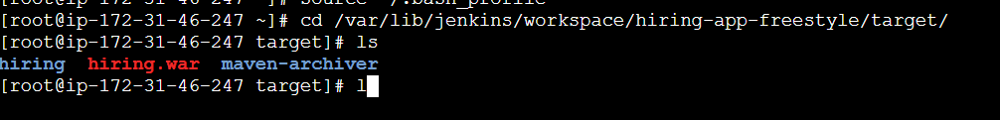 [root@ip-172-31-46-247 ~]# source ~/.bash_profile
[root@ip-172-31-46-247 ~]# cd /var/lib/jenkins/workspace/hiring-app-freestyle/target/
[root@ip-172-31-46-247 target]# ls
hiring  hiring.war  maven-archiver
[root@ip-172-31-46-247 target]# l